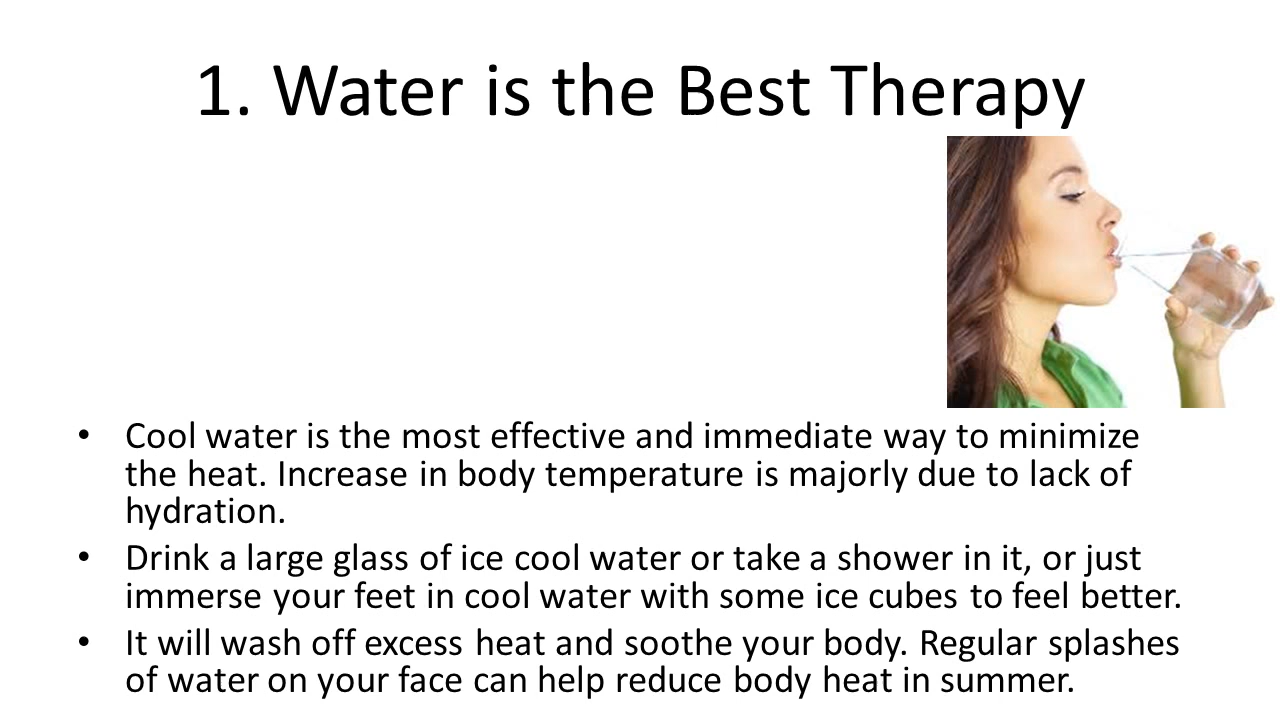 1. Water is the Best Therapy
• Cool water is the most effective and immediate way to minimize
the heat. Increase in body temperature is majorly due to lack of
hydration.
• Drink a large glass of ice cool water or take a shower in it, or just
immerse your feet in cool water with some ice cubes to feel better.
• It will wash off excess heat and soothe your body. Regular splashes
of water on your face can help reduce body heat in summer.